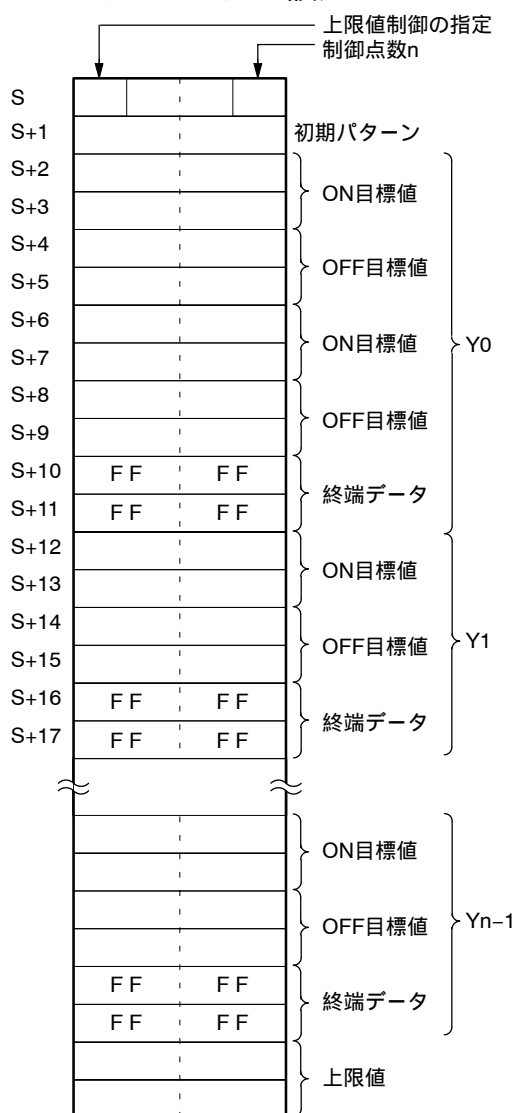 上限値制御の指定
制御点数n
S
S+1 初期パターン
S+2
ON目標値
S+3
S+4
OFF目標値
S+5
S+6
ON目標値
S+7
Y0
S+8
OFF目標値
S+9
S+10 FF FF
終端データ
S+11 FF FF
S+12
ON目標値
S+13
S+14
OFF目標値
Y1
S+15
S+16 FF FF
終端データ
S+17 FF FF
ON目標値
OFF目標値
Yn−1
FF FF
終端データ
FF FF
上限値